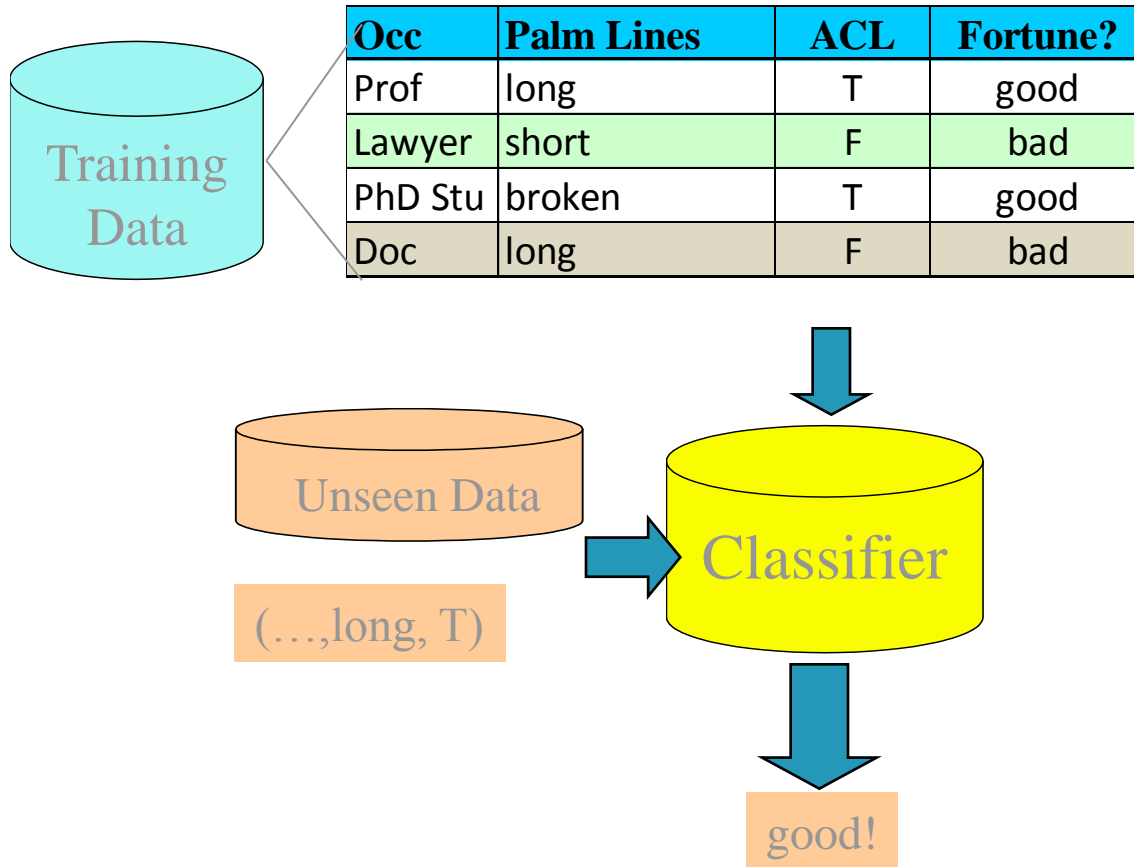 Occ Palm Lines ACL Fortune?
Prof long T good
Lawyer short F bad
PhD Stu broken T good
Doc long F bad
Training
Data
Unseen Data
Classifier
(…,long, T)
good!